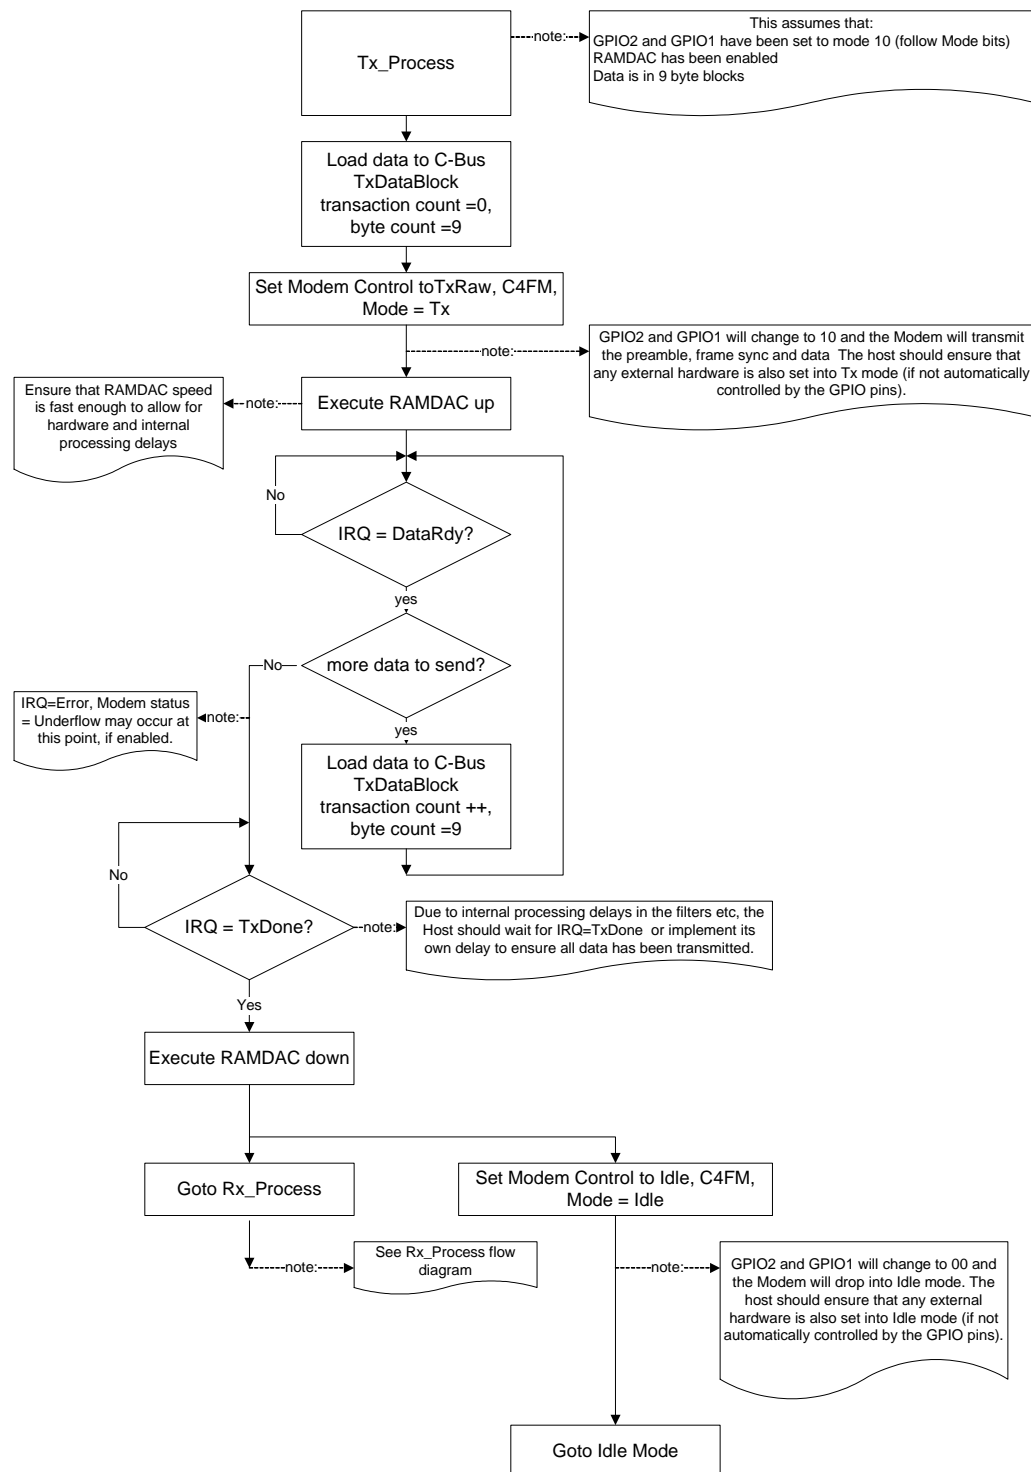 Tx_Process
note:
This assumes that:
GPIO2 and GPIO1 have been set to mode 10 (follow Mode bits)
RAMDAC has been enabled
Data is in 9 byte blocks
Load data to C-Bus
TxDataBlock
transaction count =0,
byte count =9
Set Modem Control toTxRaw, C4FM,
Mode = Tx
note:
GPIO2 and GPIO1 will change to 10 and the Modem will transmit
the preamble, frame sync and data  The host should ensure that
any external hardware is also set into Tx mode (if not automatically
controlled by the GPIO pins).
Ensure that RAMDAC speed
is fast enough to allow for
hardware and internal
processing delays
note:
Execute RAMDAC up
No
IRQ = DataRdy?
yes
more data to send?
No
IRQ=Error, Modem status
= Underflow may occur at
this point, if enabled.
note:
yes
Load data to C-Bus
TxDataBlock
transaction count ++,
byte count =9
No
IRQ = TxDone?
note:
Due to internal processing delays in the filters etc, the
Host should wait for IRQ=TxDone  or implement its
own delay to ensure all data has been transmitted.
Yes
Execute RAMDAC down
Goto Rx_Process
Set Modem Control to Idle, C4FM,
Mode = Idle
note:
See Rx_Process flow
diagram
note:
GPIO2 and GPIO1 will change to 00 and
the Modem will drop into Idle mode. The
host should ensure that any external
hardware is also set into Idle mode (if not
automatically controlled by the GPIO pins).
Goto Idle Mode